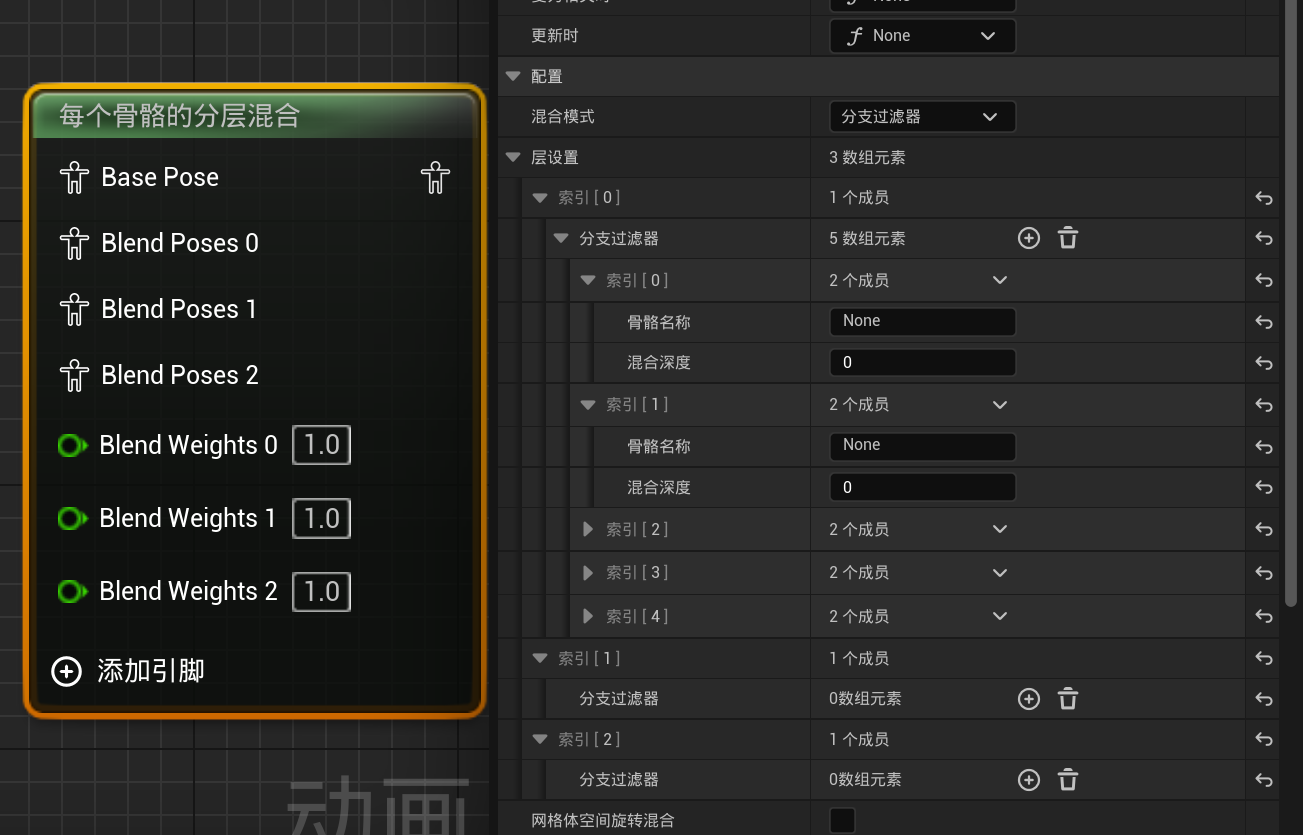 每个骨骼的分层混合
Base Pose
Blend Poses 0
Blend Poses 1
Blend Poses 2
Blend Weights 0 1.0
Blend Weights 1 1.0
Blend Weights 2 1.0
添加引脚
动画
更新时 None
配置
混合模式 分支过滤器
层设置 3 数组元素
索引 [ 0 ] 1 个成员
分支过滤器 5 数组元素
索引 [ 0 ] 2 个成员
骨骼名称 None
混合深度 0
索引 [ 1 ] 2 个成员
骨骼名称 None
混合深度 0
索引 [ 2 ] 2 个成员
索引 [ 3 ] 2 个成员
索引 [ 4 ] 2 个成员
索引 [ 1 ] 1 个成员
分支过滤器 0数组元素
索引 [ 2 ] 1 个成员
分支过滤器 0数组元素
网格体空间旋转混合